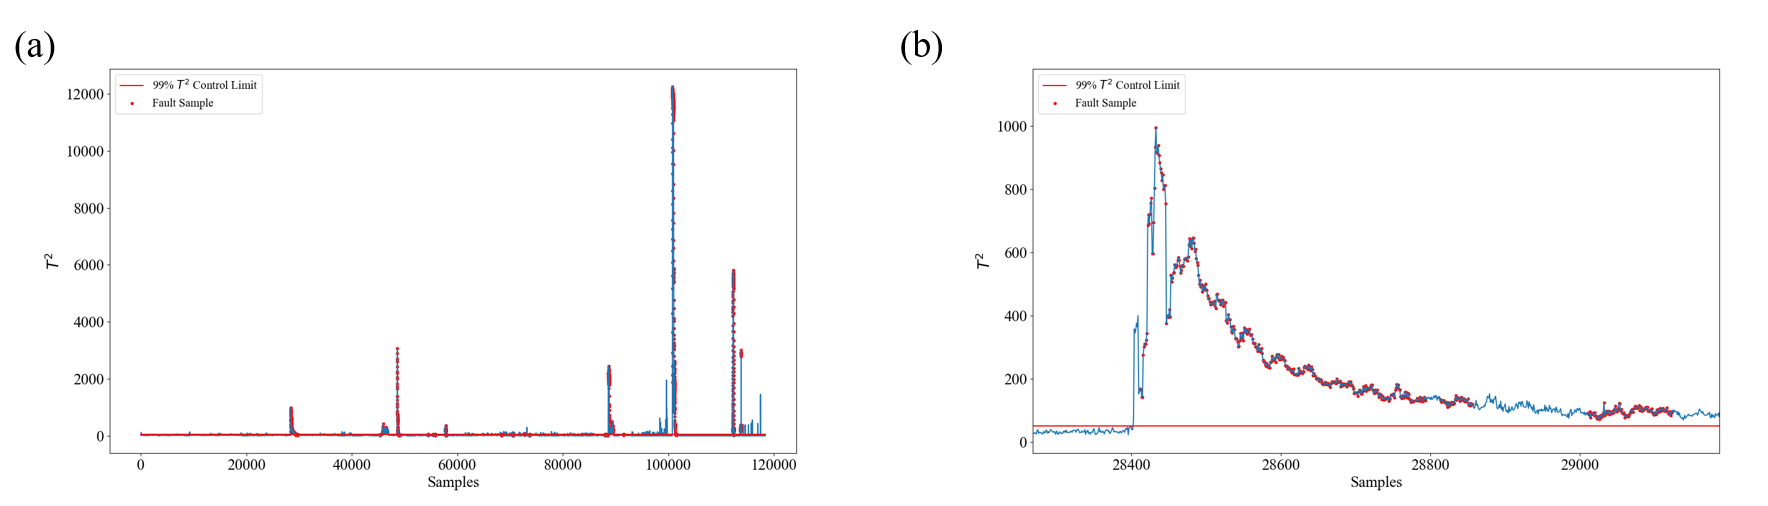 (a)
99% T² Control Limit
Fault Sample
12000
10000
8000
6000
4000
2000
0
T²
0 20000 40000 60000 80000 100000 120000
Samples
(b)
99% T² Control Limit
Fault Sample
1000
800
600
400
200
0
T²
28400 28600 28800 29000
Samples